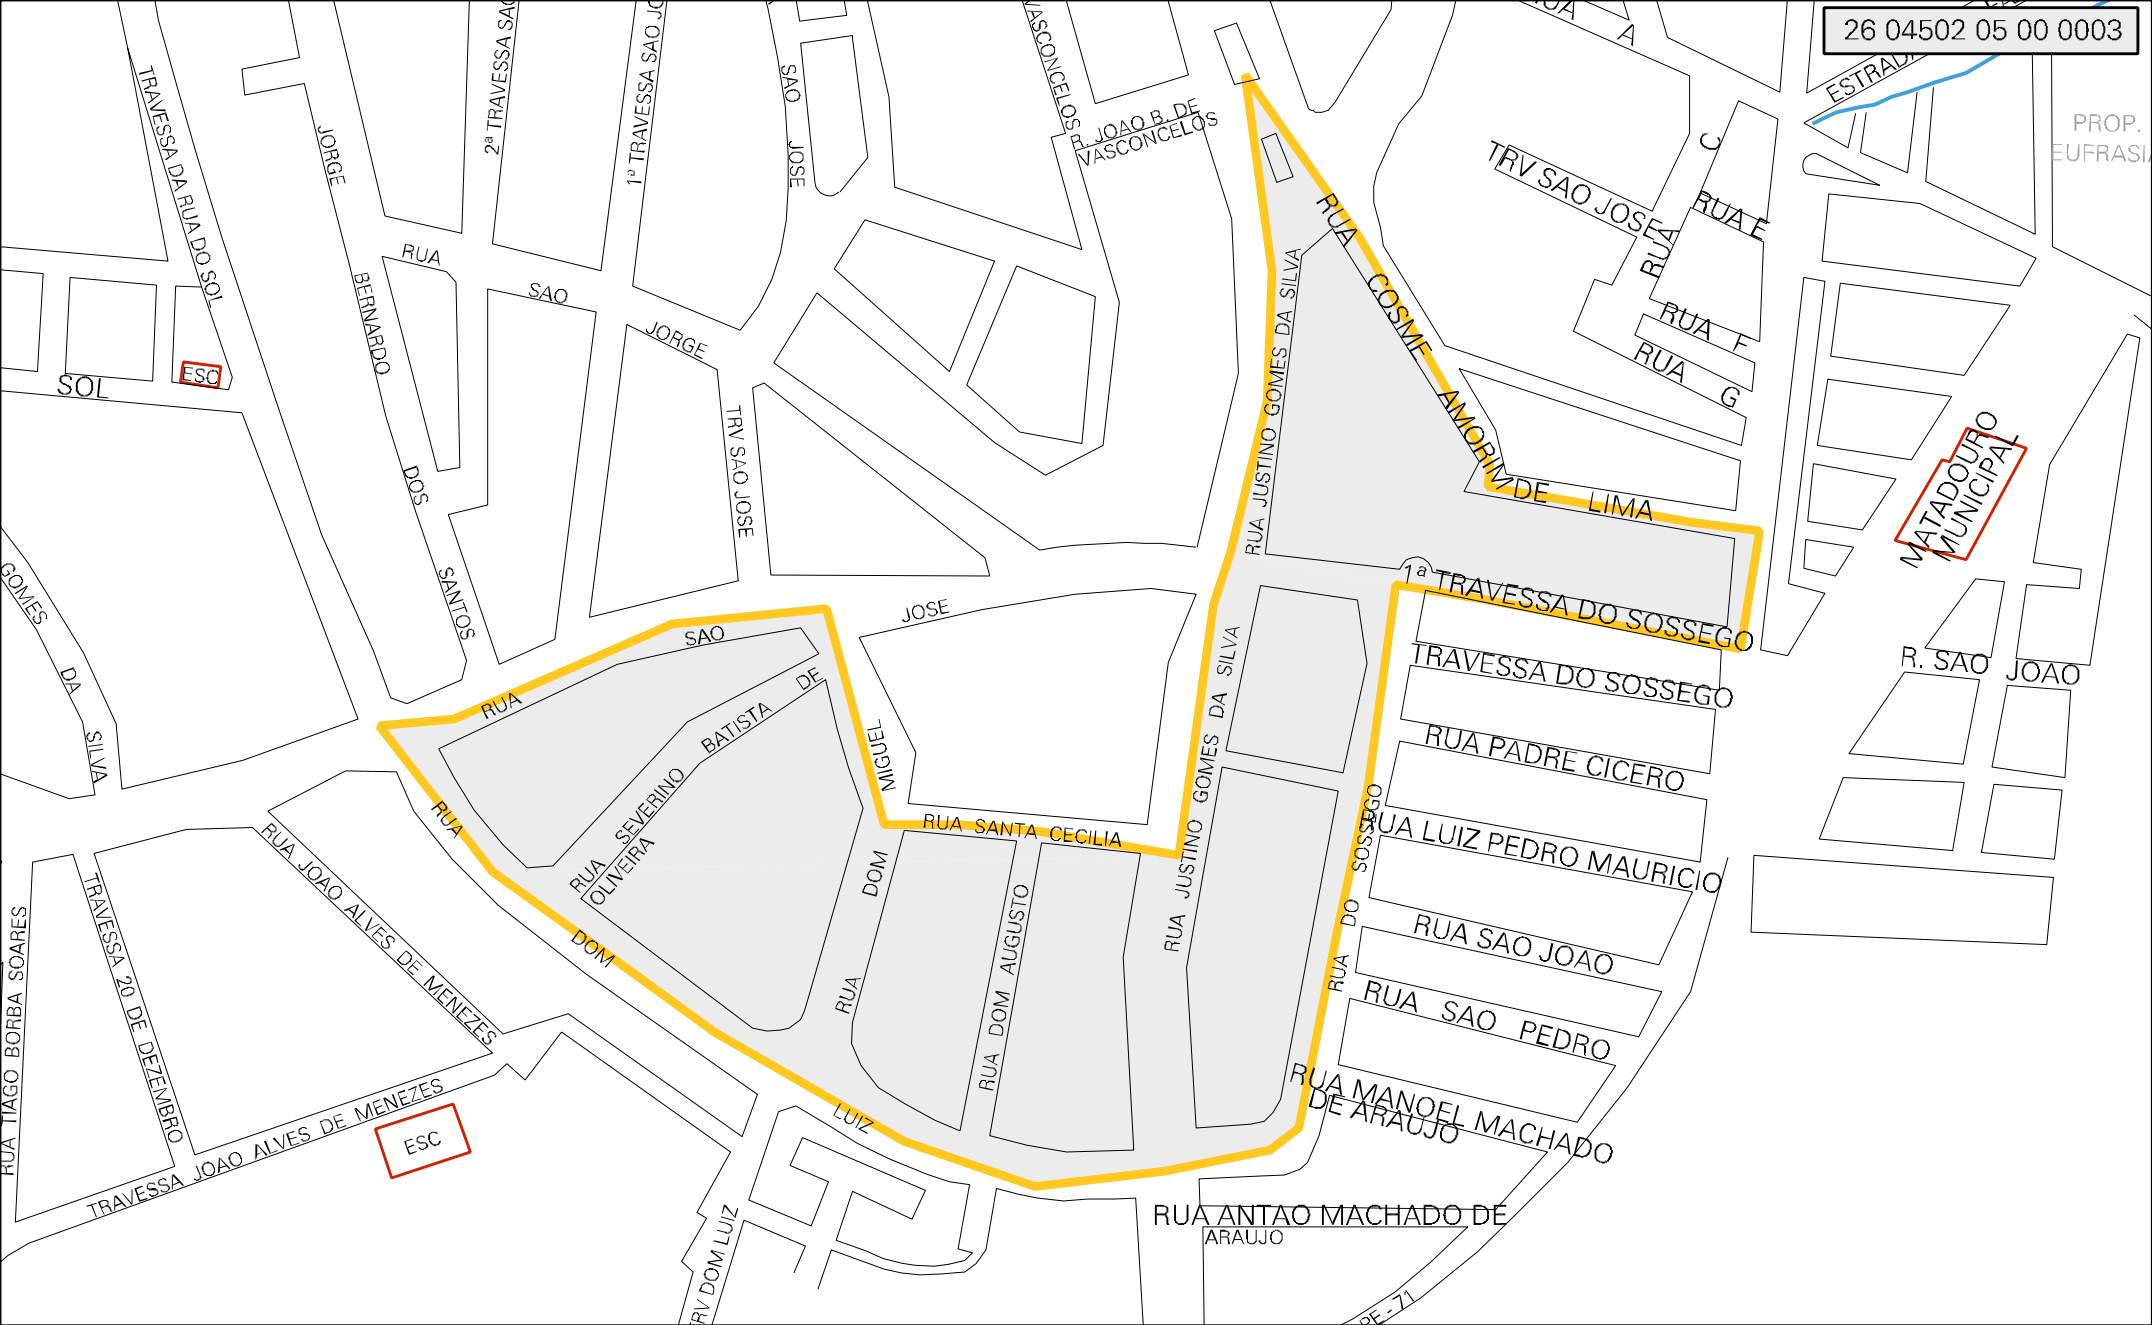 26 04502 05 00 0003
RUA
A
ESTRADA
PROP.
EUFRASIA
TRAVESSA DA RUA DO SOL
JORGE
BERNARDO
DOS
SANTOS
2ª TRAVESSA SAO
1ª TRAVESSA SAO JO
SAO
JOSE
VASCONCELOS
R. JOAO B. DE
VASCONCELOS
TRV SAO JOSE
C
RUA
RUA E
RUA F
RUA G
RUA
SAO
JORGE
ESC
SOL
TRV SAO JOSE
RUA
COSME
AMORIM
DE
LIMA
RUA JUSTINO GOMES DA SILVA
MATADOURO
MUNICIPAL
1ª TRAVESSA DO SOSSEGO
TRAVESSA DO SOSSEGO
R. SAO JOAO
RUA PADRE CICERO
RUA LUIZ PEDRO MAURICIO
RUA SAO JOAO
RUA SAO PEDRO
RUA MANOEL MACHADO
DE ARAUJO
RUA ANTAO MACHADO DE
ARAUJO
PE - 71
GOMES
DA
SILVA
RUA
SAO
MIGUEL
JOSE
RUA
SEVERINO
BATISTA
DE
OLIVEIRA
RUA SANTA CECILIA
RUA JUSTINO GOMES DA SILVA
RUA DO SOSSEGO
RUA
DOM
LUIZ
RUA
DOM
RUA DOM AUGUSTO
RUA JOAO ALVES DE MENEZES
TRAVESSA 20 DE DEZEMBRO
RUA TIAGO BORBA SOARES
TRAVESSA JOAO ALVES DE MENEZES
ESC
TRV DOM LUIZ